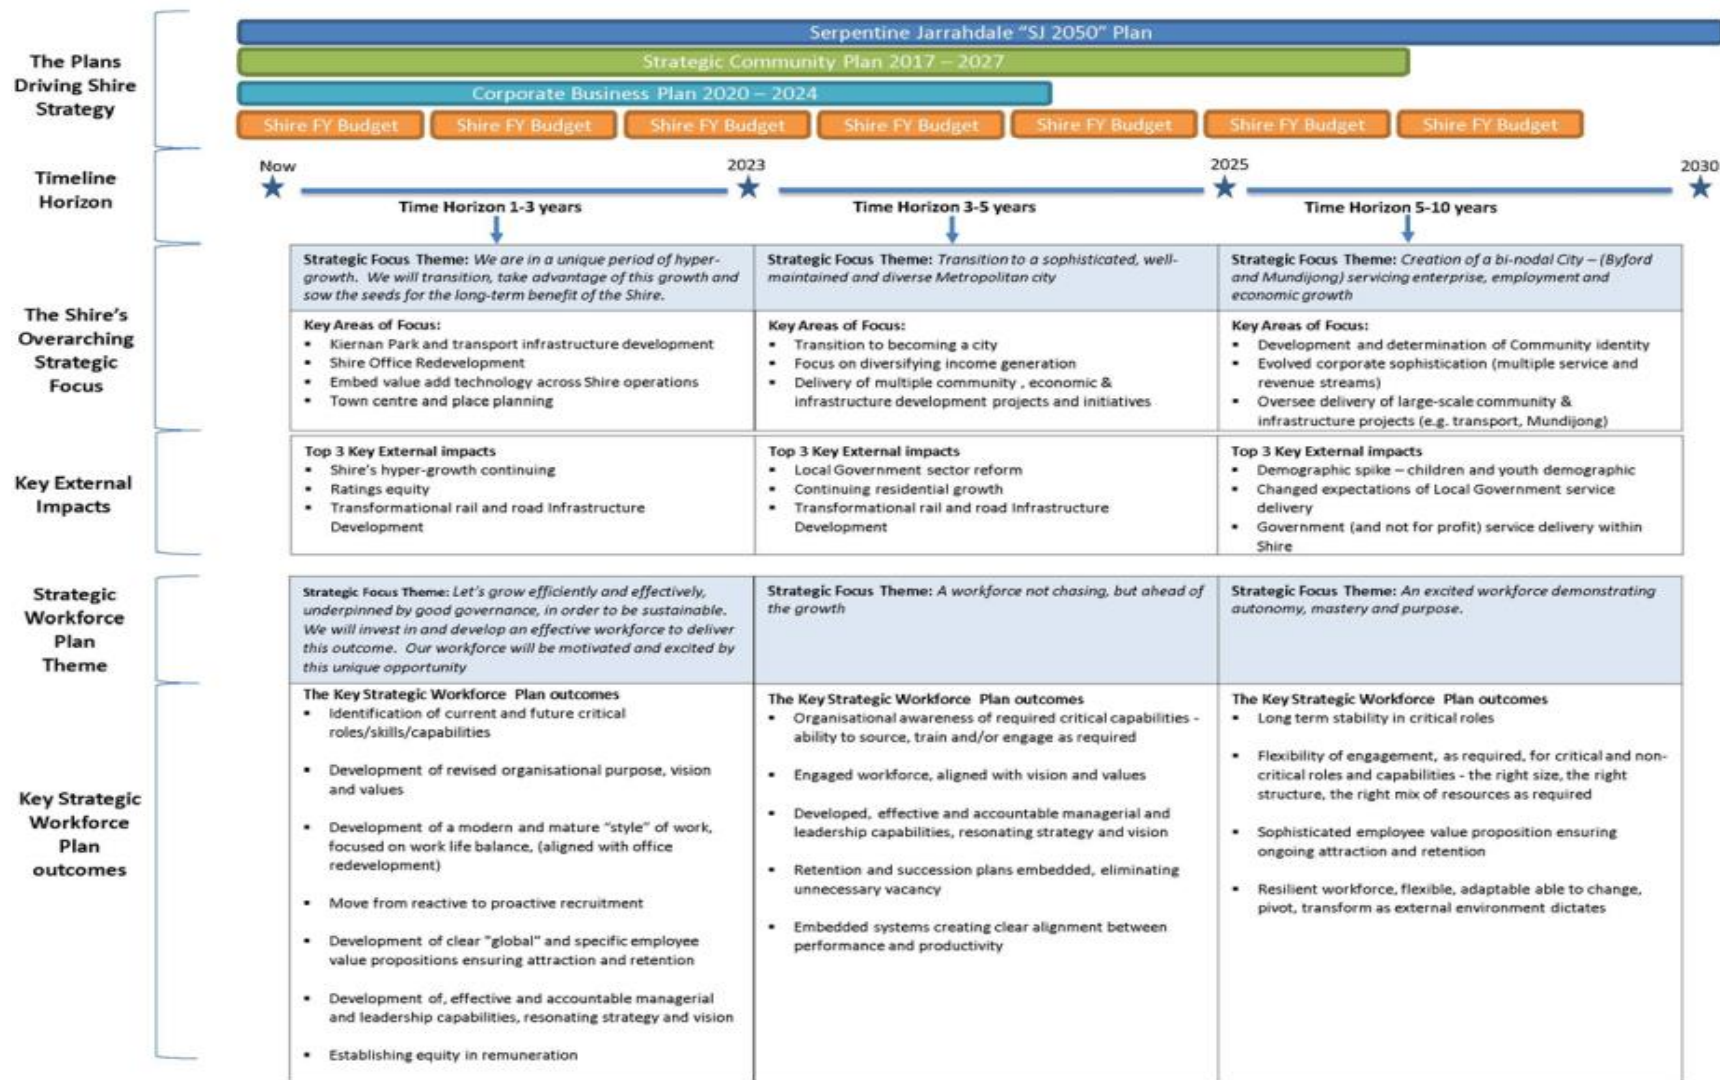 The Plans
Driving Shire
Strategy
Serpentine Jarrahdale “SJ 2050” Plan
Strategic Community Plan 2017 – 2027
Corporate Business Plan 2020 – 2024
Shire FY Budget
Shire FY Budget
Shire FY Budget
Shire FY Budget
Shire FY Budget
Shire FY Budget
Shire FY Budget
Timeline
Horizon
Now
2023
2025
2030
Time Horizon 1-3 years
Time Horizon 3-5 years
Time Horizon 5-10 years
The Shire’s
Overarching
Strategic
Focus
Strategic Focus Theme: We are in a unique period of hyper-
growth. We will transition, take advantage of this growth and
sow the seeds for the long-term benefit of the Shire.
Strategic Focus Theme: Transition to a sophisticated, well-
maintained and diverse Metropolitan city
Strategic Focus Theme: Creation of a bi-nodal City – (Byford
and Mundijong) servicing enterprise, employment and
economic growth
Key Areas of Focus:
▪ Kiernan Park and transport infrastructure development
▪ Shire Office Redevelopment
▪ Embed value add technology across Shire operations
▪ Town centre and place planning
Key Areas of Focus:
▪ Transition to becoming a city
▪ Focus on diversifying income generation
▪ Delivery of multiple community , economic &
infrastructure development projects and initiatives
Key Areas of Focus:
▪ Development and determination of Community identity
▪ Evolved corporate sophistication (multiple service and
revenue streams)
▪ Oversee delivery of large-scale community &
infrastructure projects (e.g. transport, Mundijong)
Key External
Impacts
Top 3 Key External impacts
▪ Shire’s hyper-growth continuing
▪ Ratings equity
▪ Transformational rail and road Infrastructure
Development
Top 3 Key External impacts
▪ Local Government sector reform
▪ Continuing residential growth
▪ Transformational rail and road Infrastructure
Development
Top 3 Key External impacts
▪ Demographic spike – children and youth demographic
▪ Changed expectations of Local Government service
delivery
▪ Government (and not for profit) service delivery within
Shire
Strategic
Workforce
Plan
Theme
Strategic Focus Theme: Let’s grow efficiently and effectively,
underpinned by good governance, in order to be sustainable.
We will invest in and develop an effective workforce to deliver
this outcome. Our workforce will be motivated and excited by
this unique opportunity
Strategic Focus Theme: A workforce not chasing, but ahead of
the growth
Strategic Focus Theme: An excited workforce demonstrating
autonomy, mastery and purpose.
Key Strategic
Workforce
Plan
outcomes
The Key Strategic Workforce Plan outcomes
▪ Identification of current and future critical
roles/skills/capabilities
▪ Development of revised organisational purpose, vision
and values
▪ Development of a modern and mature “style” of work,
focused on work life balance, (aligned with office
redevelopment)
▪ Move from reactive to proactive recruitment
▪ Development of clear "global" and specific employee
value propositions ensuring attraction and retention
▪ Development of, effective and accountable managerial
and leadership capabilities, resonating strategy and vision
▪ Establishing equity in remuneration
The Key Strategic Workforce Plan outcomes
▪ Organisational awareness of required critical capabilities -
ability to source, train and/or engage as required
▪ Engaged workforce, aligned with vision and values
▪ Developed, effective and accountable managerial and
leadership capabilities, resonating strategy and vision
▪ Retention and succession plans embedded, eliminating
unnecessary vacancy
▪ Embedded systems creating clear alignment between
performance and productivity
The Key Strategic Workforce Plan outcomes
▪ Long term stability in critical roles
▪ Flexibility of engagement, as required, for critical and non-
critical roles and capabilities - the right size, the right
structure, the right mix of resources as required
▪ Sophisticated employee value proposition ensuring
ongoing attraction and retention
▪ Resilient workforce, flexible, adaptable able to change,
pivot, transform as external environment dictates